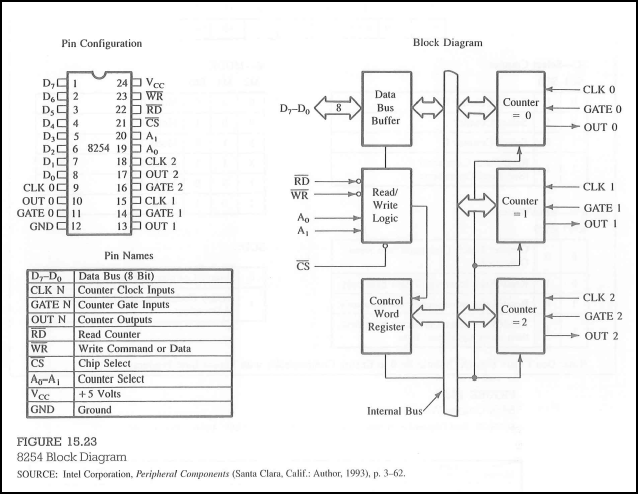 Pin Configuration
D7 1 24 VCC
D6 2 23 WR
D5 3 22 RD
D4 4 21 CS
D3 5 20 A1
D2 6 8254 19 A0
D1 7 18 CLK 2
D0 8 17 OUT 2
CLK 0 9 16 GATE 2
OUT 0 10 15 CLK 1
GATE 0 11 14 GATE 1
GND 12 13 OUT 1
Pin Names
D7–D0 Data Bus (8 Bit)
CLK N Counter Clock Inputs
GATE N Counter Gate Inputs
OUT N Counter Outputs
RD Read Counter
WR Write Command or Data
CS Chip Select
A0–A1 Counter Select
VCC +5 Volts
GND Ground
Block Diagram
D7–D0
8
Data
Bus
Buffer
Counter
= 0
CLK 0
GATE 0
OUT 0
RD
WR
A0
A1
CS
Read/
Write
Logic
Counter
= 1
CLK 1
GATE 1
OUT 1
Control
Word
Register
Counter
= 2
CLK 2
GATE 2
OUT 2
Internal Bus
FIGURE 15.23
8254 Block Diagram
SOURCE: Intel Corporation, Peripheral Components (Santa Clara, Calif.: Author, 1993), p. 3–62.